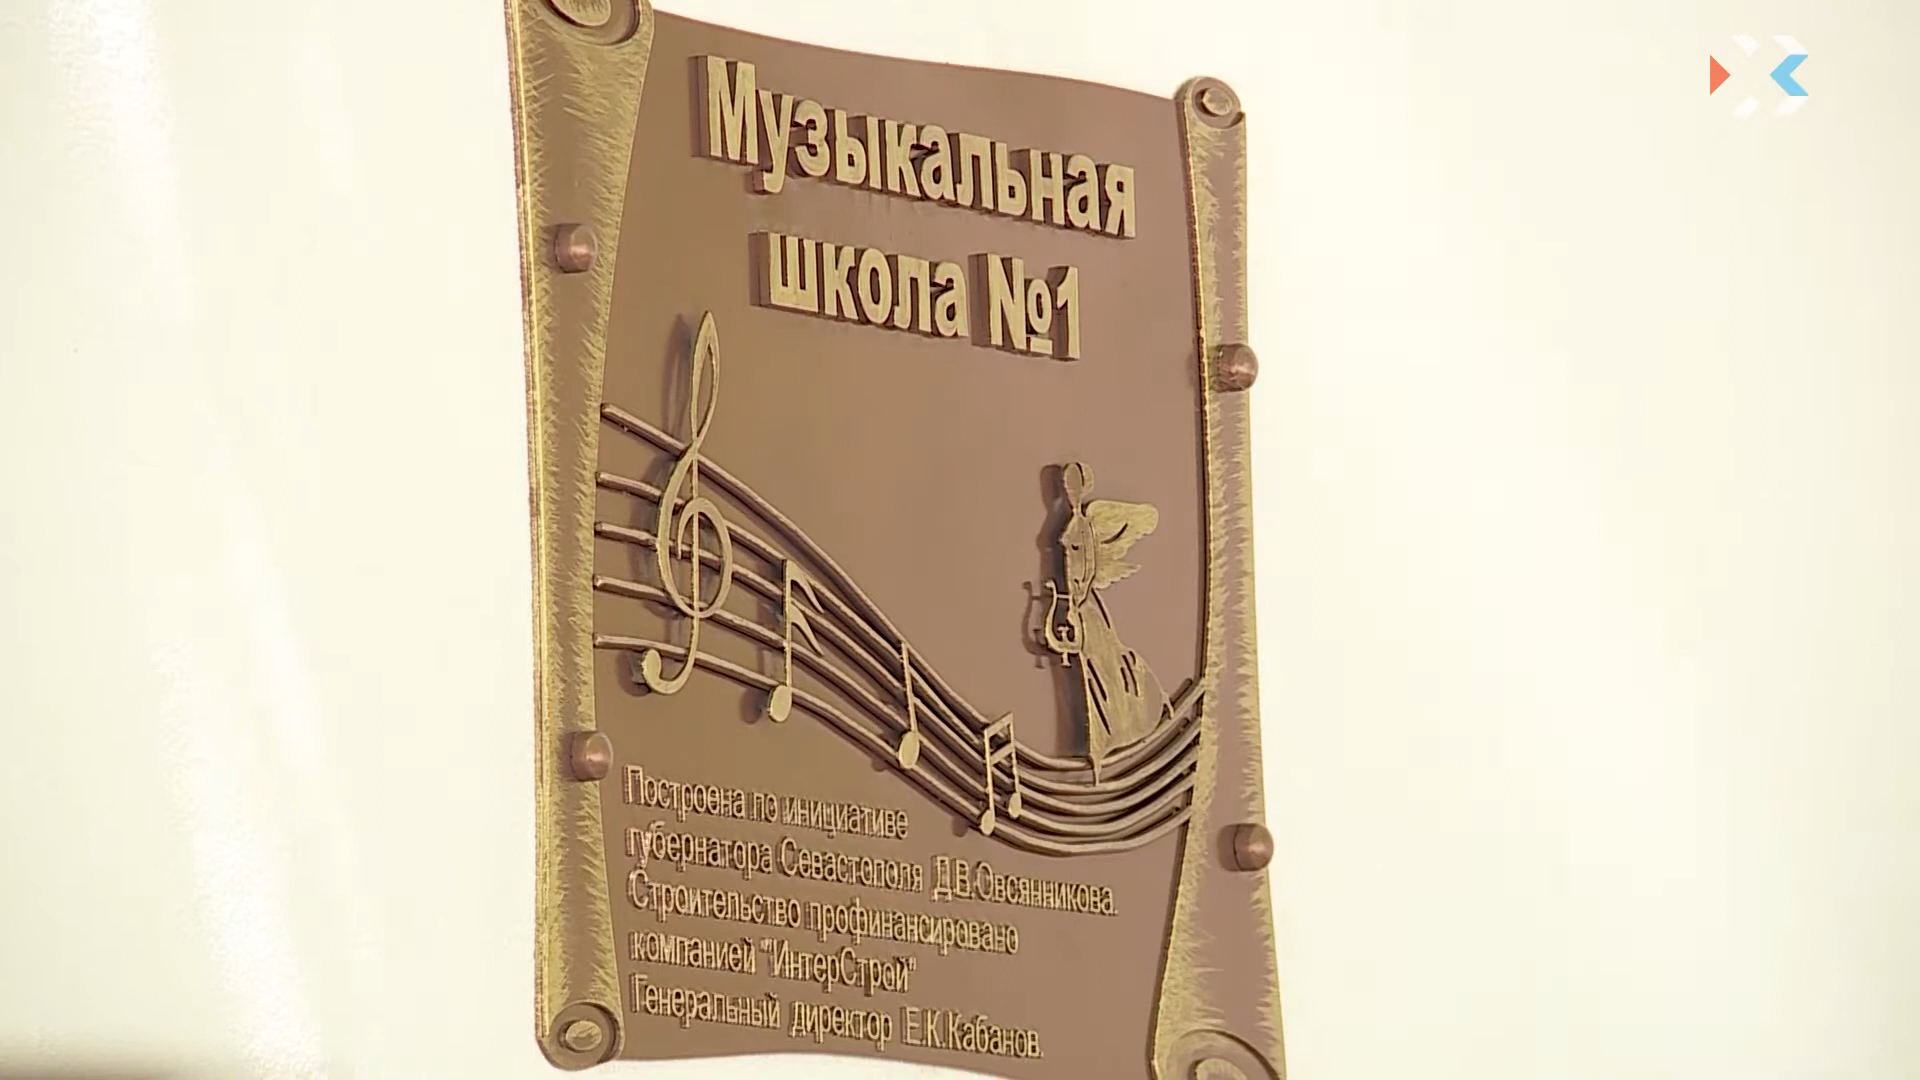 Музыкальная
школа №1
Построена по инициативе
губернатора Севастополя Д.В.Овсянникова.
Строительство профинансировано
компанией "ИнтерСтрой"
Генеральный директор Е.К.Кабанов.